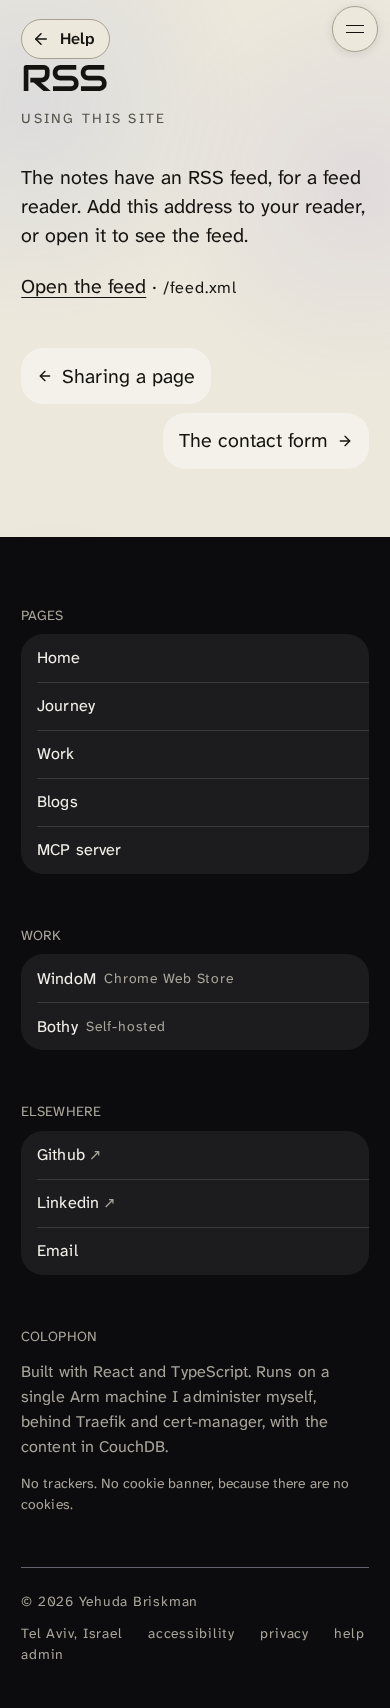 ← Help
RSS
USING THIS SITE
The notes have an RSS feed, for a feed
reader. Add this address to your reader,
or open it to see the feed.
Open the feed · /feed.xml
← Sharing a page
The contact form →
PAGES
Home
Journey
Work
Blogs
MCP server
WORK
WindoM Chrome Web Store
Bothy Self-hosted
ELSEWHERE
Github ↗
Linkedin ↗
Email
COLOPHON
Built with React and TypeScript. Runs on a
single Arm machine I administer myself,
behind Traefik and cert-manager, with the
content in CouchDB.
No trackers. No cookie banner, because there are no
cookies.
© 2026 Yehuda Briskman
Tel Aviv, Israel accessibility privacy help
admin